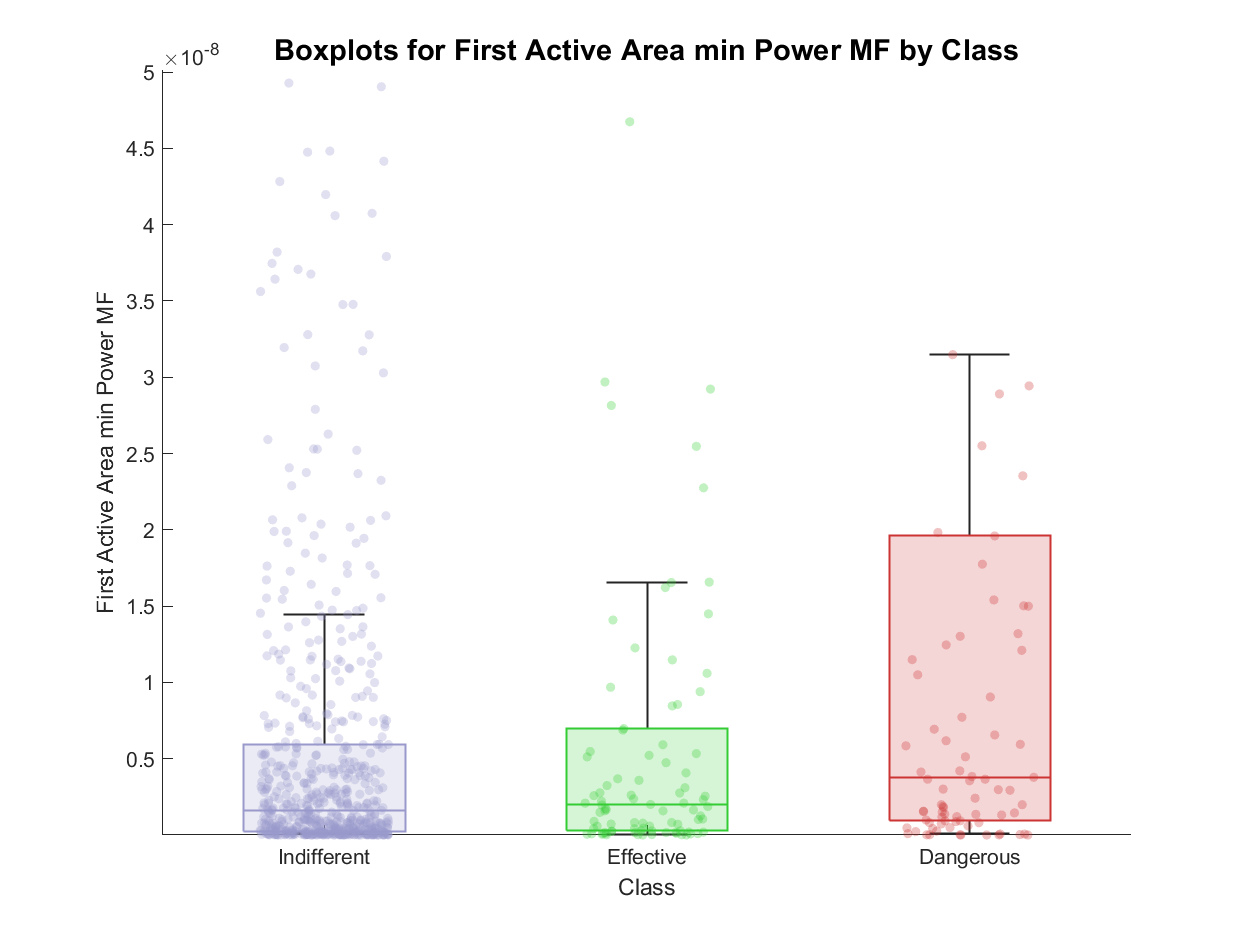 Boxplots for First Active Area min Power MF by Class
×10-8
5
4.5
4
3.5
3
2.5
2
1.5
1
0.5
First Active Area min Power MF
Indifferent
Effective
Dangerous
Class